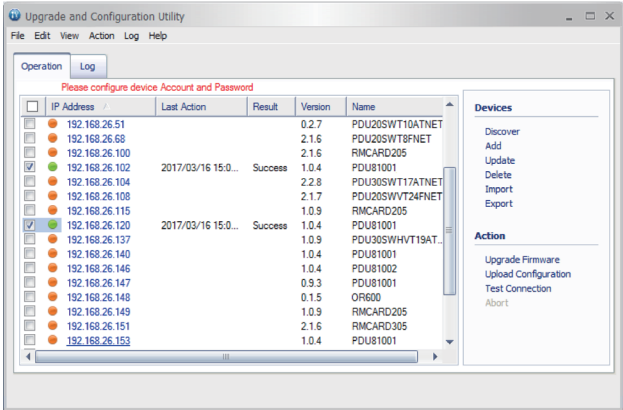 Upgrade and Configuration Utility
File Edit View Action Log Help
Operation Log
Please configure device Account and Password
IP Address Last Action Result Version Name
192.168.26.51 0.2.7 PDU20SWT10ATNET
192.168.26.68 2.1.6 PDU20SWT8FNET
192.168.26.100 2.1.6 RMCARD205
192.168.26.102 2017/03/16 15:0... Success 1.0.4 PDU81001
192.168.26.104 2.2.8 PDU30SWT17ATNET
192.168.26.108 2.1.7 PDU20SWVT24FNET
192.168.26.115 1.0.9 RMCARD205
192.168.26.120 2017/03/16 15:0... Success 1.0.4 PDU81001
192.168.26.137 1.0.9 PDU30SWHVT19AT...
192.168.26.140 1.0.4 PDU81001
192.168.26.146 1.0.4 PDU81002
192.168.26.147 0.9.3 PDU81001
192.168.26.148 0.1.5 OR600
192.168.26.149 1.0.9 RMCARD205
192.168.26.151 2.1.6 RMCARD305
192.168.26.153 1.0.4 PDU81001
Devices
Discover
Add
Update
Delete
Import
Export
Action
Upgrade Firmware
Upload Configuration
Test Connection
Abort